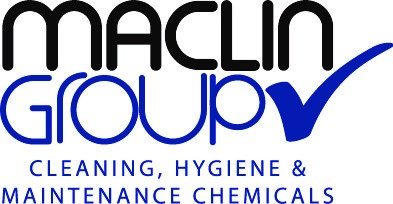 MACLIN
GROUP
CLEANING, HYGIENE &
MAINTENANCE CHEMICALS